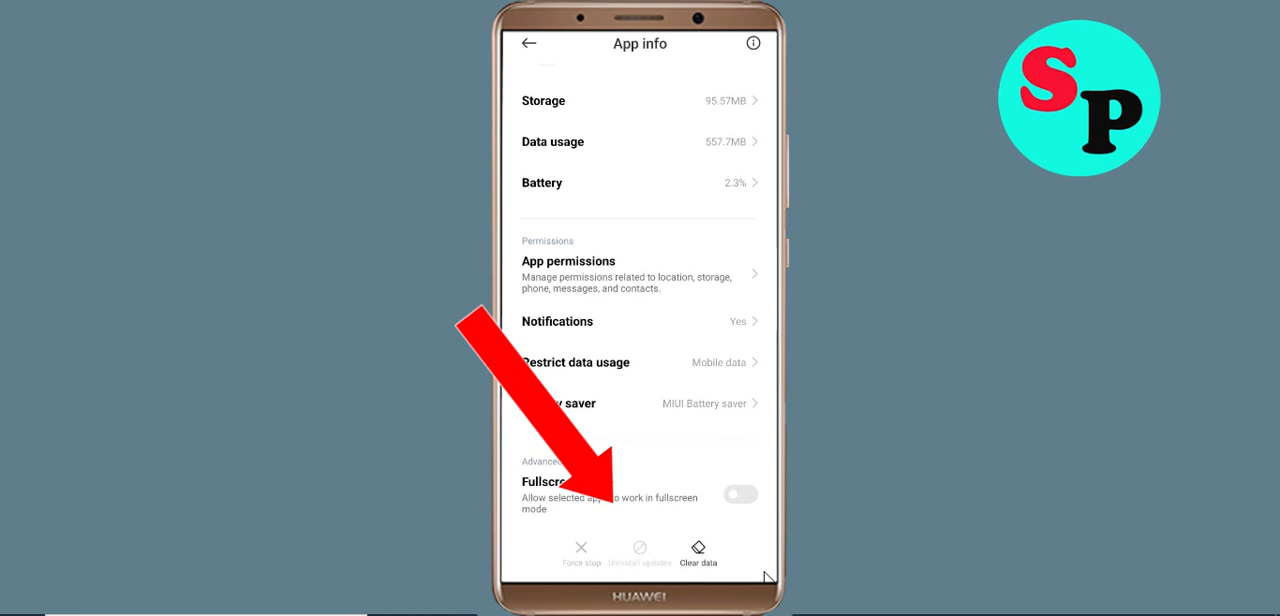 App info
Storage 95.57MB
Data usage 557.7MB
Battery 2.3%
Permissions
App permissions
Manage permissions related to location, storage,
phone, messages, and contacts.
Notifications Yes
Restrict data usage Mobile data
saver MIUI Battery saver
Allow selected to work in fullscreen
mode
Force stop Uninstall updates Clear data
HUAWEI
SP